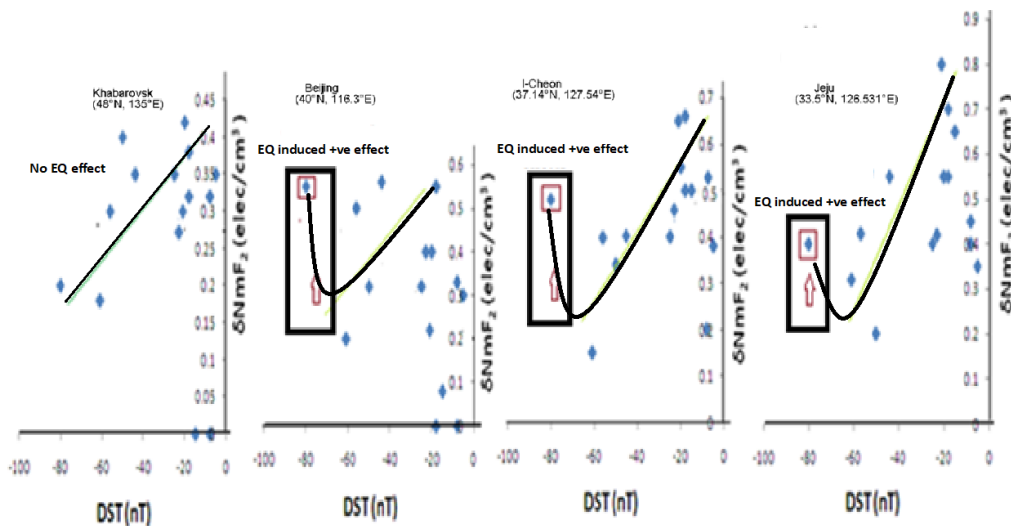 Khabarovsk
(48°N, 135°E)
No EQ effect
0.45
0.4
0.35
0.3
0.25
0.2
0.15
0.1
0.05
0
δNmF₂ (elec/cm³)
-100 -80 -60 -40 -20 0
DST(nT)
Beijing
(40°N, 116.3°E)
EQ induced +ve effect
0.6
0.5
0.4
0.3
0.2
0.1
0
δNmF₂ (elec/cm³)
-100 -80 -60 -40 -20 0
DST(nT)
I-Cheon
(37.14°N, 127.54°E)
EQ induced +ve effect
0.7
0.6
0.5
0.4
0.3
0.2
0.1
0
δNmF₂ (elec/cm³)
-100 -80 -60 -40 -20 0
DST(nT)
Jeju
(33.5°N, 126.531°E)
EQ induced +ve effect
0.9
0.8
0.7
0.6
0.5
0.4
0.3
0.2
0.1
0
δNmF₂ (elec/cm³)
-100 -80 -60 -40 -20 0
DST(nT)